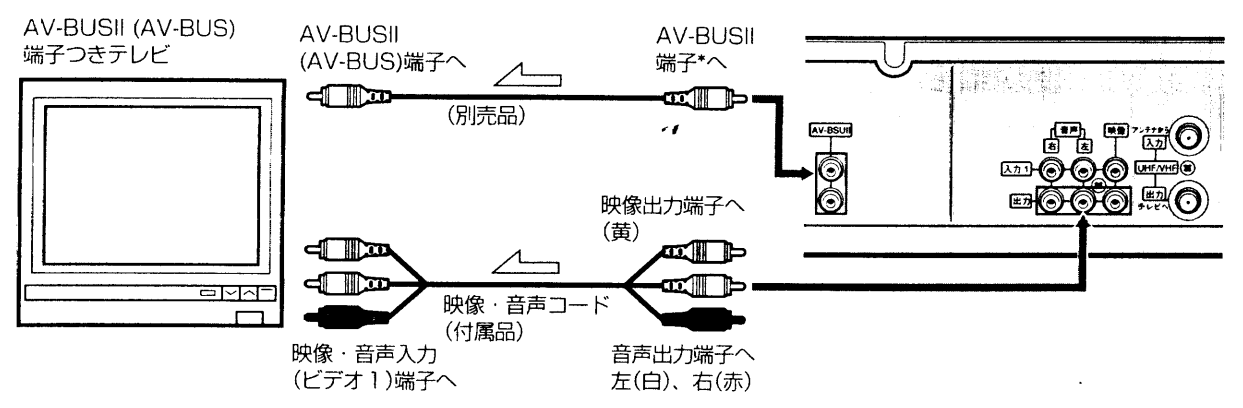 AV-BUSII (AV-BUS)
端子つきテレビ
AV-BUSII
(AV-BUS)端子へ
(別売品)
AV-BUSII
端子*へ
AV-BSUII
音声
右
左
映像
アンテナから
入力
入力1
UHF/VHF
出力
出力
テレビへ
映像出力端子へ
(黄)
映像・音声コード
(付属品)
映像・音声入力
(ビデオ1)端子へ
音声出力端子へ
左(白)、右(赤)